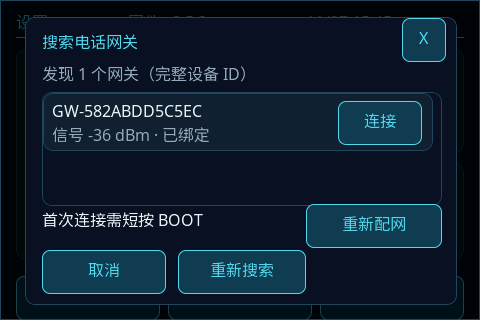 搜索电话网关
X
发现 1 个网关（完整设备 ID）
GW-582ABDD5C5EC
信号 -36 dBm · 已绑定
连接
首次连接需短按 BOOT
重新配网
取消
重新搜索